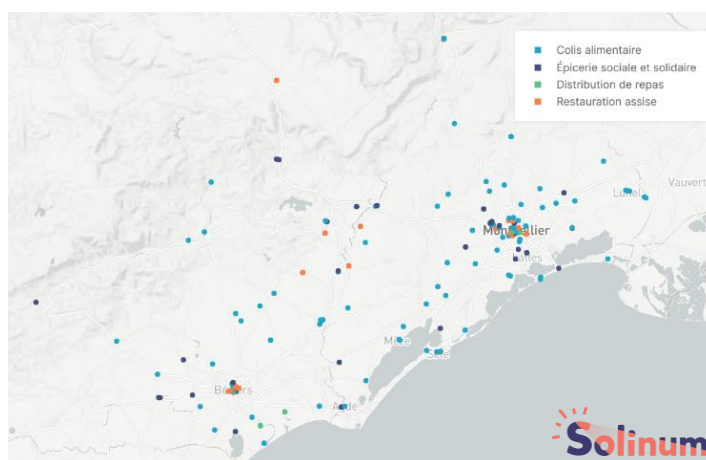 Colis alimentaire
Épicerie sociale et solidaire
Distribution de repas
Restauration assise
Vauvert
Lunel
Montpellier
Lattes
Mèze
Sète
Béziers
Agde
Solinum